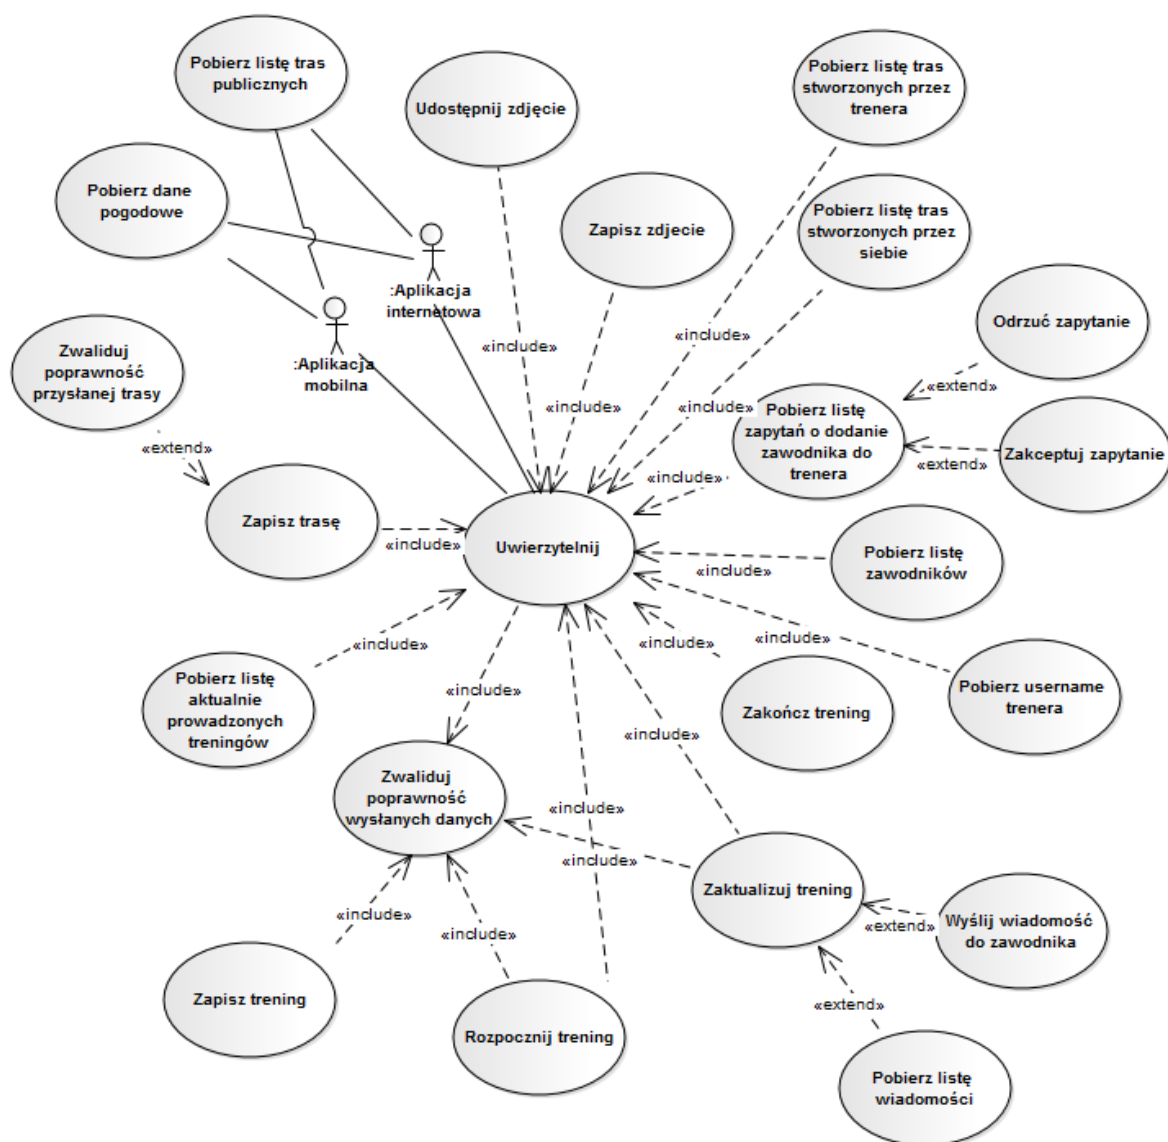 Pobierz listę tras
publicznych
Udostępnij zdjęcie
Pobierz listę tras
stworzonych przez
trenera
Pobierz dane
pogodowe
Zapisz zdjecie
Pobierz listę tras
stworzonych przez
siebie
:Aplikacja
internetowa
:Aplikacja
mobilna
Zwaliduj
poprawność
przysłanej trasy
«include»
«include»
«include»
«include»
Odrzuć zapytanie
«extend»
Pobierz listę
zapytań o dodanie
zawodnika do
trenera
Zakceptuj zapytanie
«extend»
«extend»
«include»
Zapisz trasę
«include»
Uwierzytelnij
Pobierz listę
zawodników
«include»
«include»
«include»
«include»
Pobierz listę
aktualnie
prowadzonych
treningów
«include»
Zakończ trening
Pobierz username
trenera
«include»
Zwaliduj
poprawność
wysłanych danych
«include»
«include»
Zaktualizuj trening
«include»
«include»
Wyślij wiadomość
do zawodnika
«extend»
Zapisz trening
Rozpocznij trening
«extend»
Pobierz listę
wiadomości